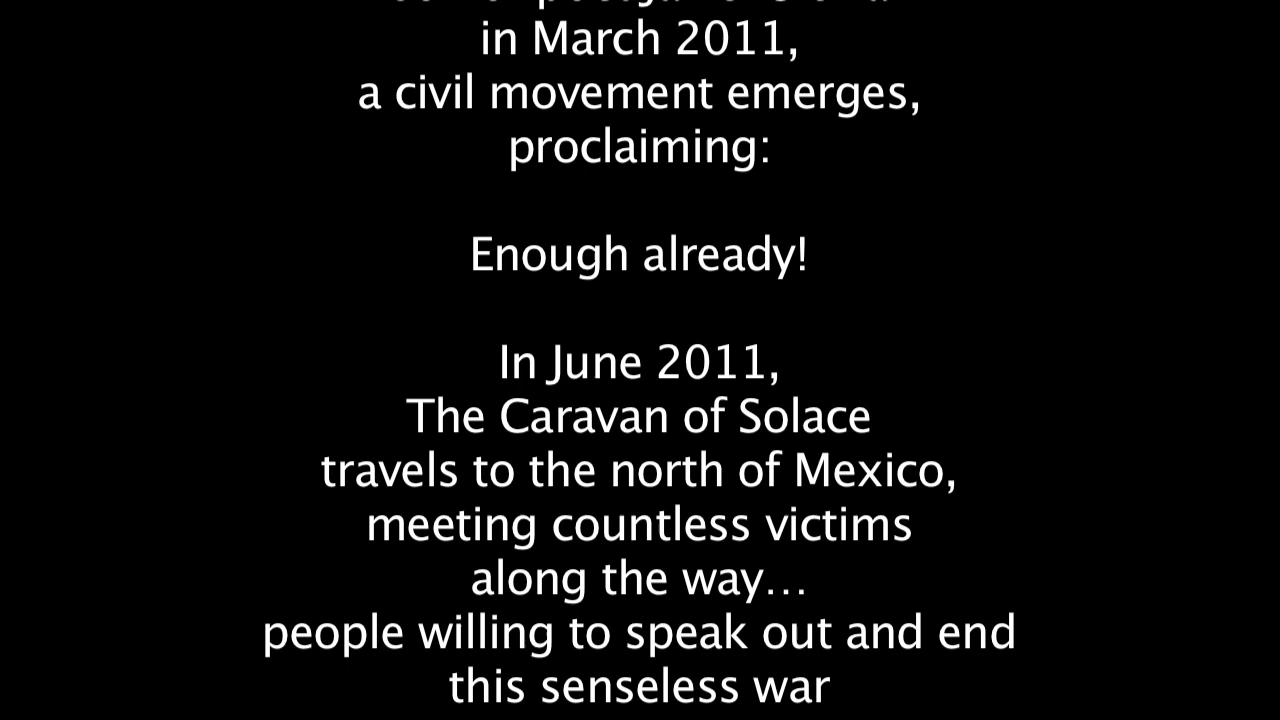 in March 2011,
a civil movement emerges,
proclaiming:
Enough already!
In June 2011,
The Caravan of Solace
travels to the north of Mexico,
meeting countless victims
along the way…
people willing to speak out and end
this senseless war